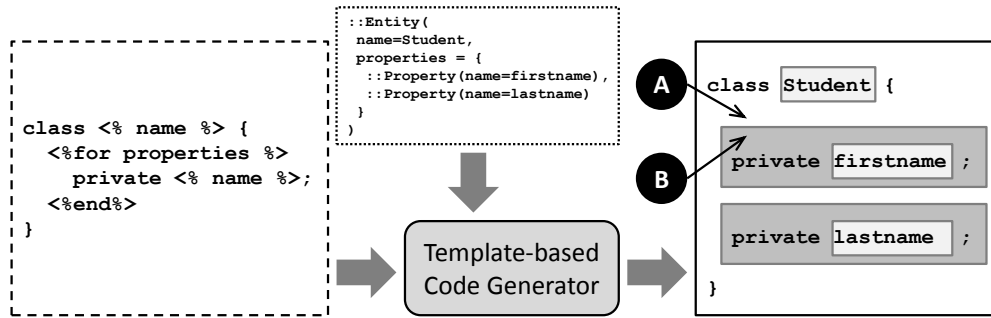 class <% name %> {
<%for properties %>
private <% name %>;
<%end%>
}
::Entity(
name=Student,
properties = {
::Property(name=firstname),
::Property(name=lastname)
}
)
Template-based
Code Generator
A
B
class Student {
private firstname ;
private lastname ;
}